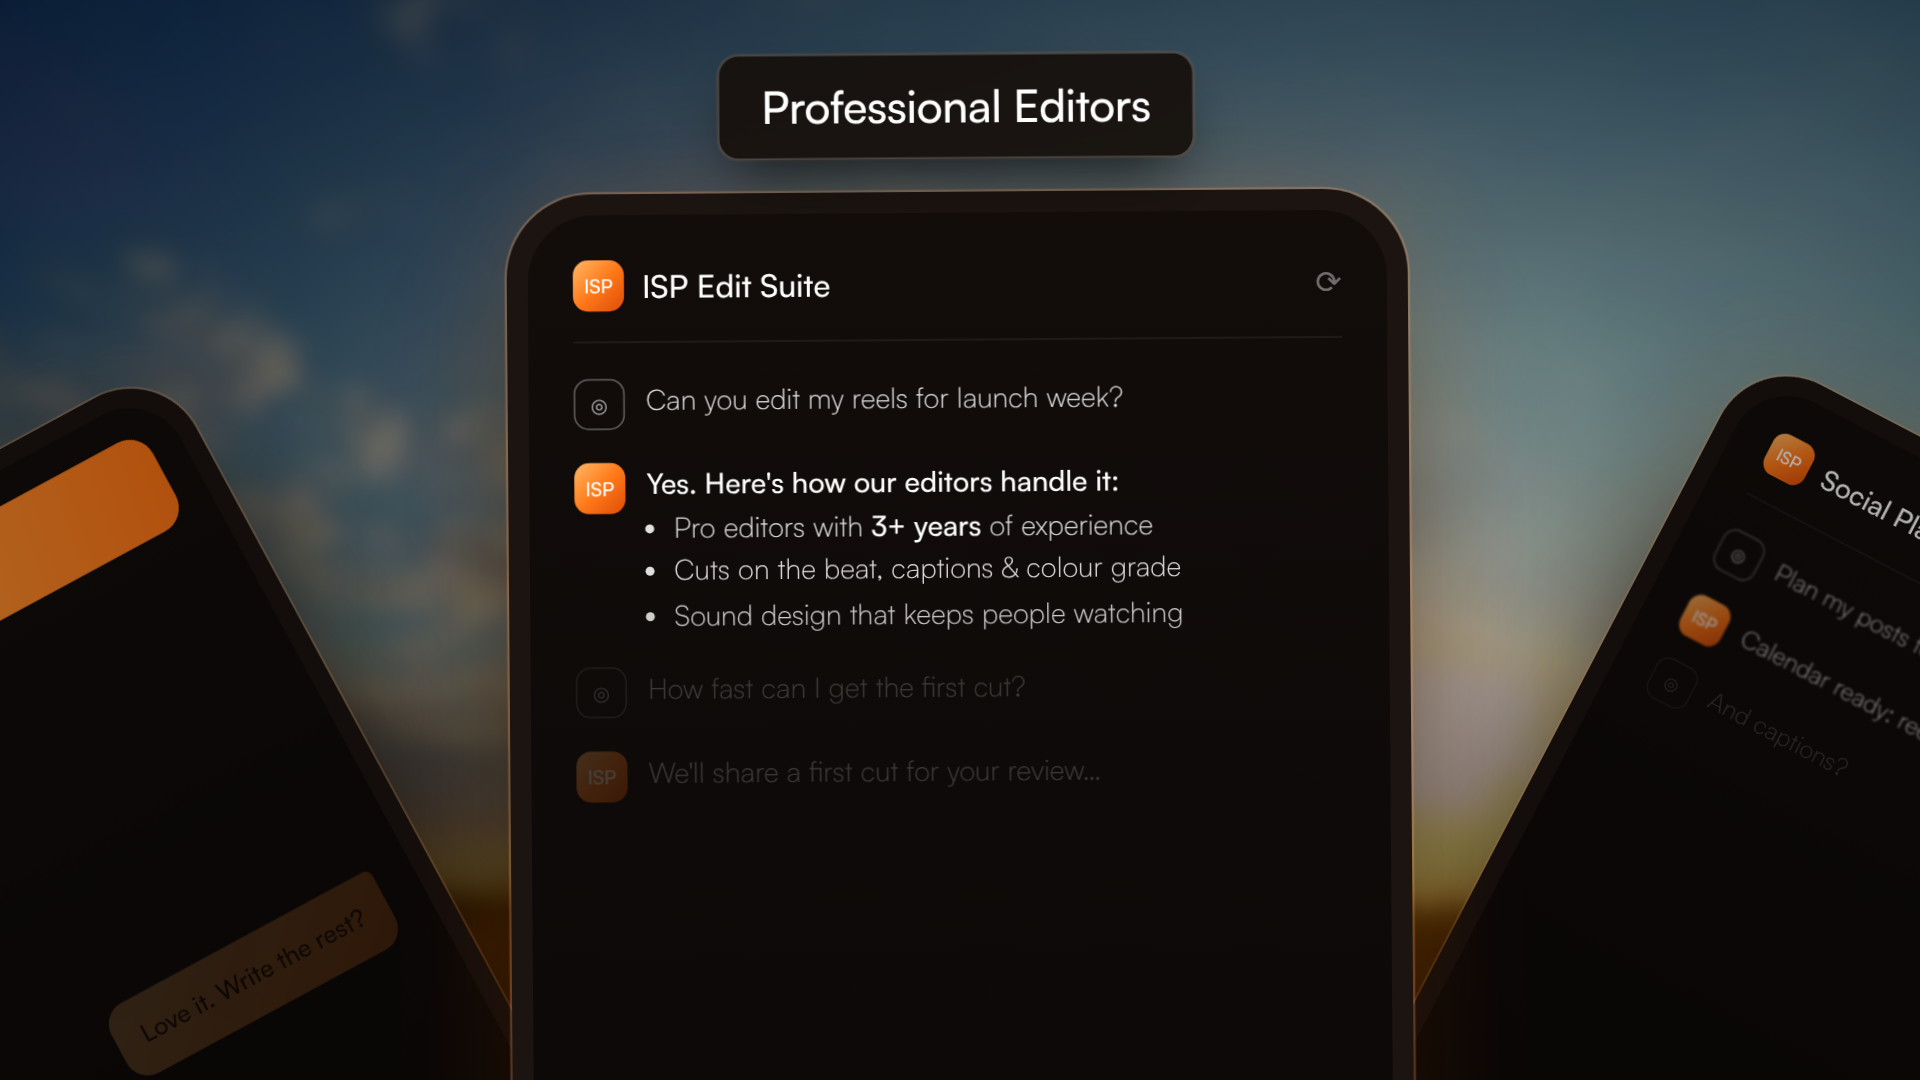 Professional Editors
ISP ISP Edit Suite
Can you edit my reels for launch week?
ISP Yes. Here's how our editors handle it:
• Pro editors with 3+ years of experience
• Cuts on the beat, captions & colour grade
• Sound design that keeps people watching
How fast can I get the first cut?
ISP We'll share a first cut for your review...
Love it. Write the rest?
ISP Social
Plan my posts
ISP Calendar ready:
And captions?